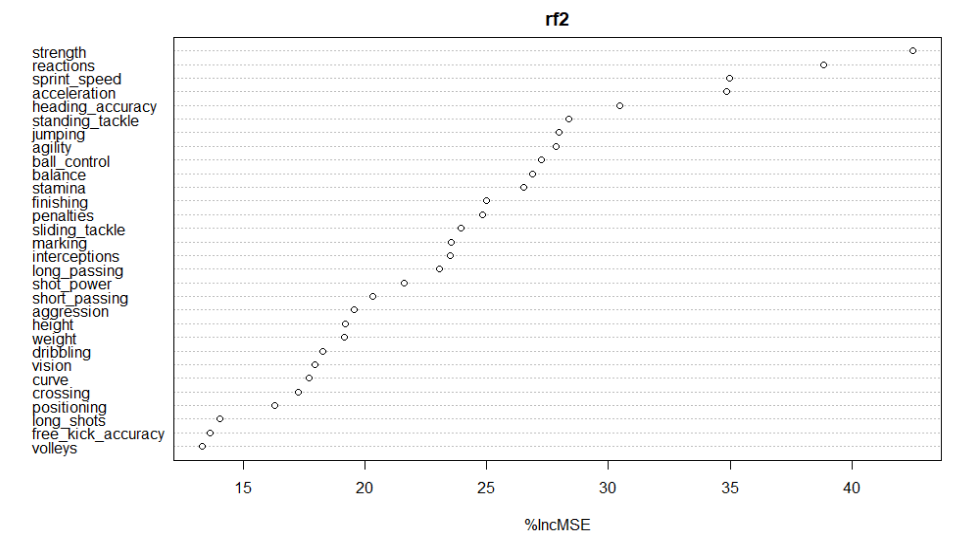 rf2
strength
reactions
sprint_speed
acceleration
heading_accuracy
standing_tackle
jumping
agility
ball_control
balance
stamina
finishing
penalties
sliding_tackle
marking
interceptions
long_passing
shot_power
short_passing
aggression
height
weight
dribbling
vision
curve
crossing
positioning
long_shots
free_kick_accuracy
volleys
15 20 25 30 35 40
%IncMSE